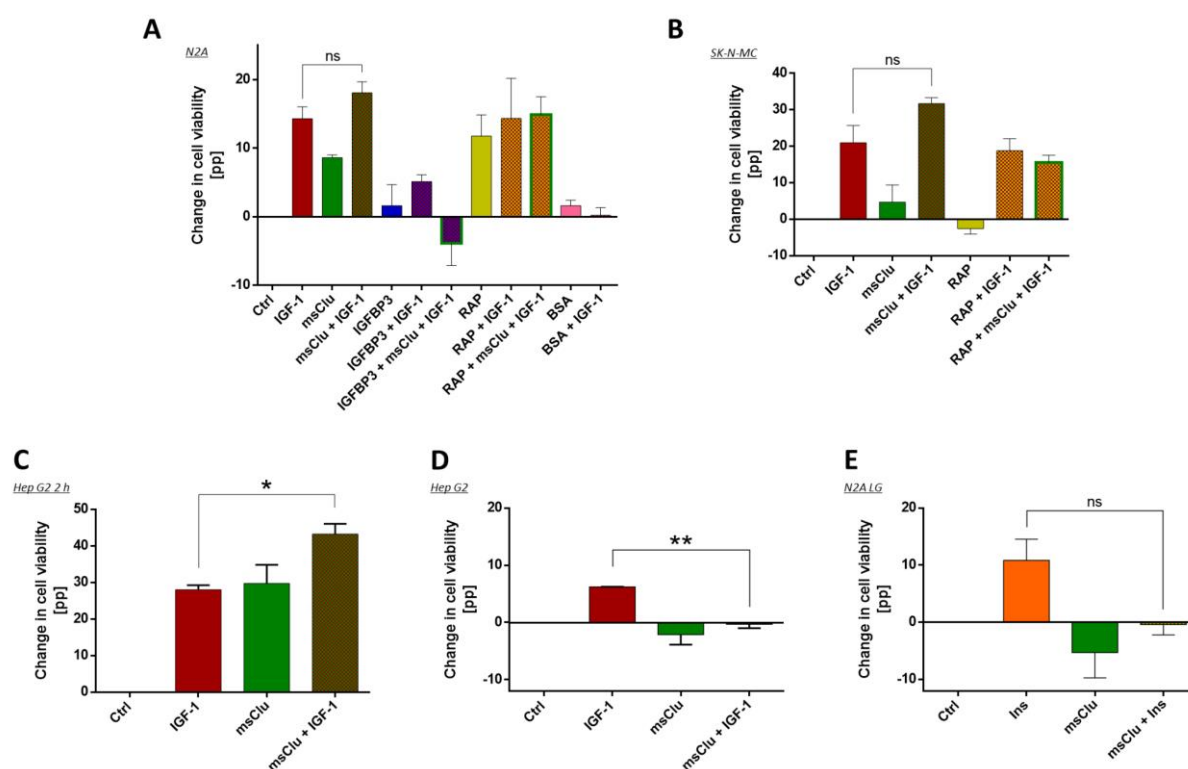 A
N2A
Change in cell viability
[pp]
20
10
0
-10
ns
Ctrl
IGF-1
msClu
msClu + IGF-1
IGFBP3
IGFBP3 + IGF-1
IGFBP3 + msClu + IGF-1
RAP
RAP + IGF-1
RAP + msClu + IGF-1
BSA
BSA + IGF-1
B
SK-N-MC
Change in cell viability
[pp]
40
30
20
10
0
-10
ns
Ctrl
IGF-1
msClu
msClu + IGF-1
RAP
RAP + IGF-1
RAP + msClu + IGF-1
C
Hep G2 2 h
Change in cell viability
[pp]
50
40
30
20
10
0
*
Ctrl
IGF-1
msClu
msClu + IGF-1
D
Hep G2
Change in cell viability
[pp]
20
10
0
-10
**
Ctrl
IGF-1
msClu
msClu + IGF-1
E
N2A LG
Change in cell viability
[pp]
20
10
0
-10
ns
Ctrl
Ins
msClu
msClu + Ins